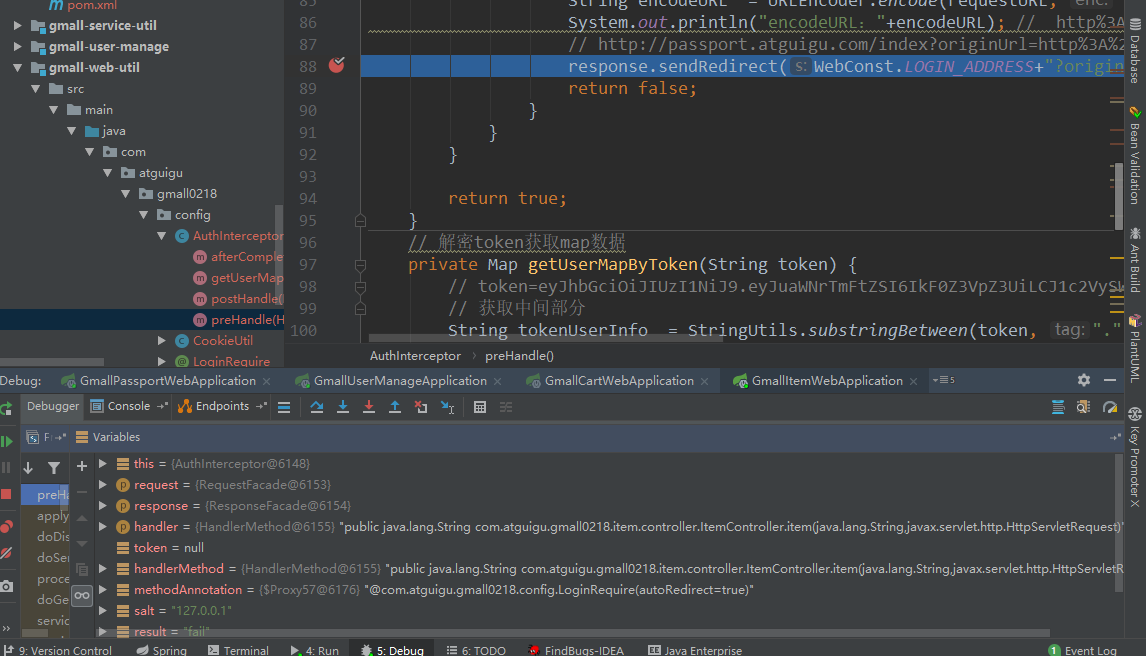 pom.xml
gmall-service-util
gmall-user-manage
gmall-web-util
src
main
java
com
atguigu
gmall0218
config
AuthInterceptor
afterComple
getUserMap
postHandle(
preHandle(H
CookieUtil
LoginRequire
85 String encodeURL = URLEncoder.encode(requestURL, enc:
86 System.out.println("encodeURL："+encodeURL); // http%3A
87 // http://passport.atguigu.com/index?originUrl=http%3A%2
88 response.sendRedirect( s: WebConst.LOGIN_ADDRESS+"?origin
89 return false;
90 }
91 }
92 }
93
94 return true;
95 }
96 // 解密token获取map数据
97 private Map getUserMapByToken(String token) {
98 // token=eyJhbGciOiJIUzI1NiJ9.eyJuaWNrTmFtZSI6IkF0Z3VpZ3UiLCJ1c2VySW
99 // 获取中间部分
100 String tokenUserInfo = StringUtils.substringBetween(token, tag: "."
AuthInterceptor › preHandle()
Database
Bean Validation
Ant Build
PlantUML
Key Promoter X
Debug: GmallPassportWebApplication × GmallUserManageApplication × GmallCartWebApplication × GmallItemWebApplication × 5
Debugger Console Endpoints
F Variables
preHa
apply
doDis
doSer
proce
doGe
servic
this = {AuthInterceptor@6148}
request = {RequestFacade@6153}
response = {ResponseFacade@6154}
handler = {HandlerMethod@6155} "public java.lang.String com.atguigu.gmall0218.item.controller.ItemController.item(java.lang.String,javax.servlet.http.HttpServletRequest)"
token = null
handlerMethod = {HandlerMethod@6155} "public java.lang.String com.atguigu.gmall0218.item.controller.ItemController.item(java.lang.String,javax.servlet.http.HttpServletR
methodAnnotation = {$Proxy57@6176} "@com.atguigu.gmall0218.config.LoginRequire(autoRedirect=true)"
salt = "127.0.0.1"
result = "fail"
9: Version Control Spring Terminal 4: Run 5: Debug 6: TODO FindBugs-IDEA Java Enterprise 1 Event Log